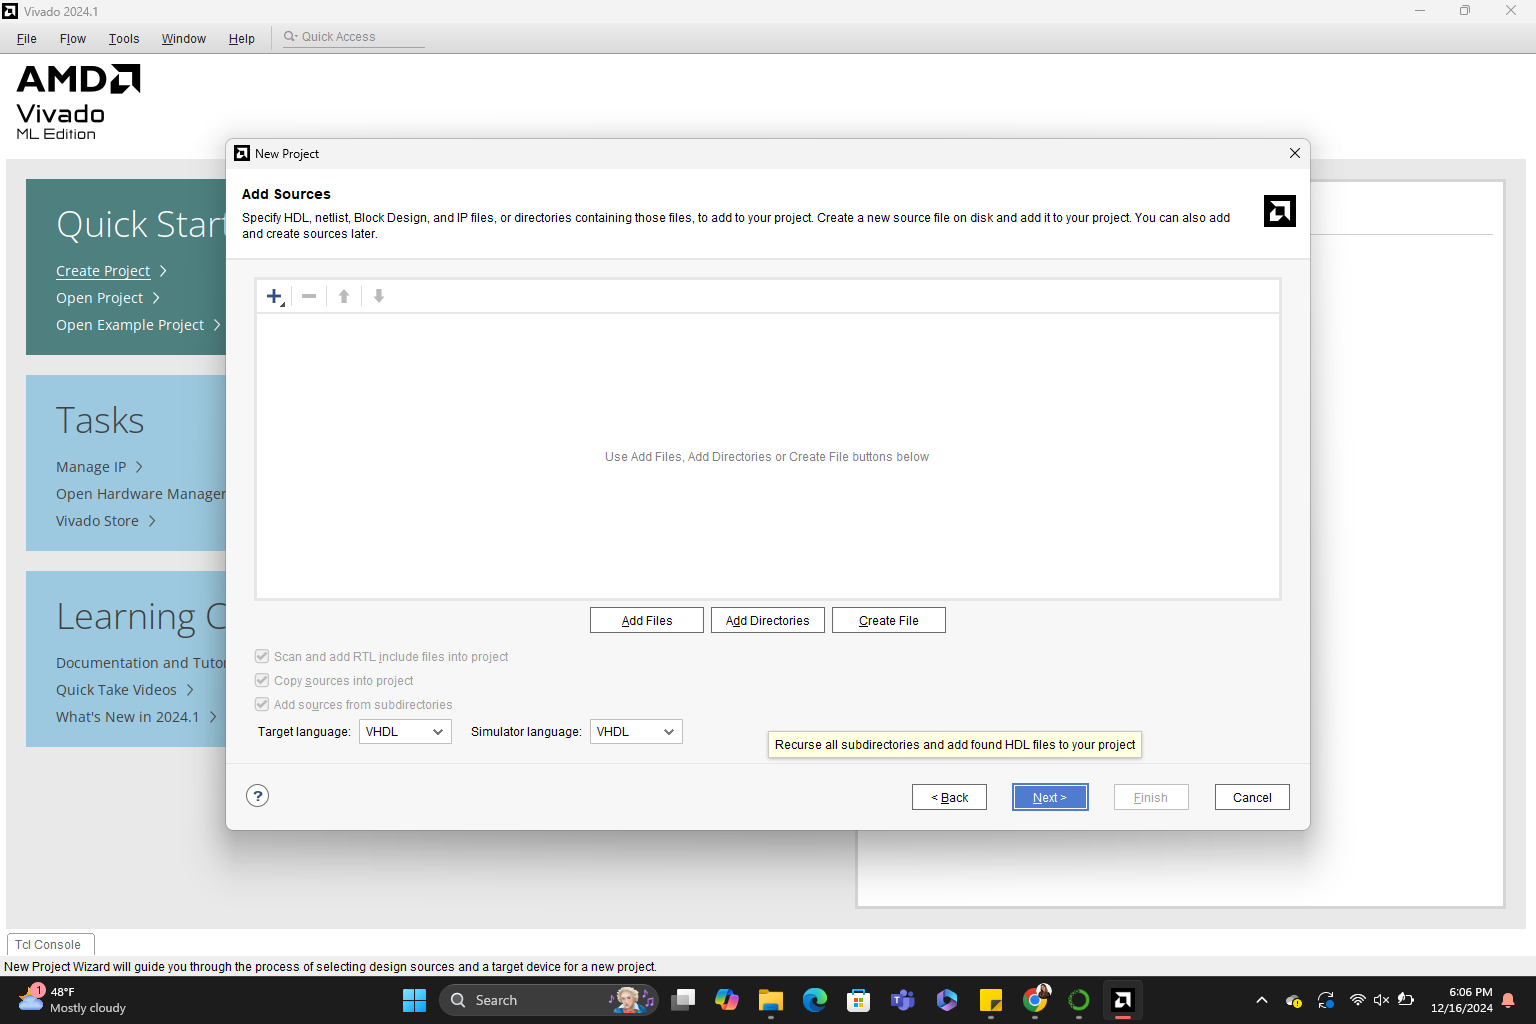 Vivado 2024.1
File Flow Tools Window Help Quick Access
AMD
Vivado
ML Edition
New Project
Add Sources
Specify HDL, netlist, Block Design, and IP files, or directories containing those files, to add to your project. Create a new source file on disk and add it to your project. You can also add
and create sources later.
Quick Start
Create Project
Open Project
Open Example Project
Tasks
Manage IP
Open Hardware Manager
Vivado Store
Learning C
Documentation and Tutor
Quick Take Videos
What's New in 2024.1
Use Add Files, Add Directories or Create File buttons below
Add Files Add Directories Create File
Scan and add RTL include files into project
Copy sources into project
Add sources from subdirectories
Target language: VHDL Simulator language: VHDL
Recurse all subdirectories and add found HDL files to your project
? < Back Next > Finish Cancel
Tcl Console
New Project Wizard will guide you through the process of selecting design sources and a target device for a new project.
1 48°F
Mostly cloudy
Search
6:06 PM
12/16/2024